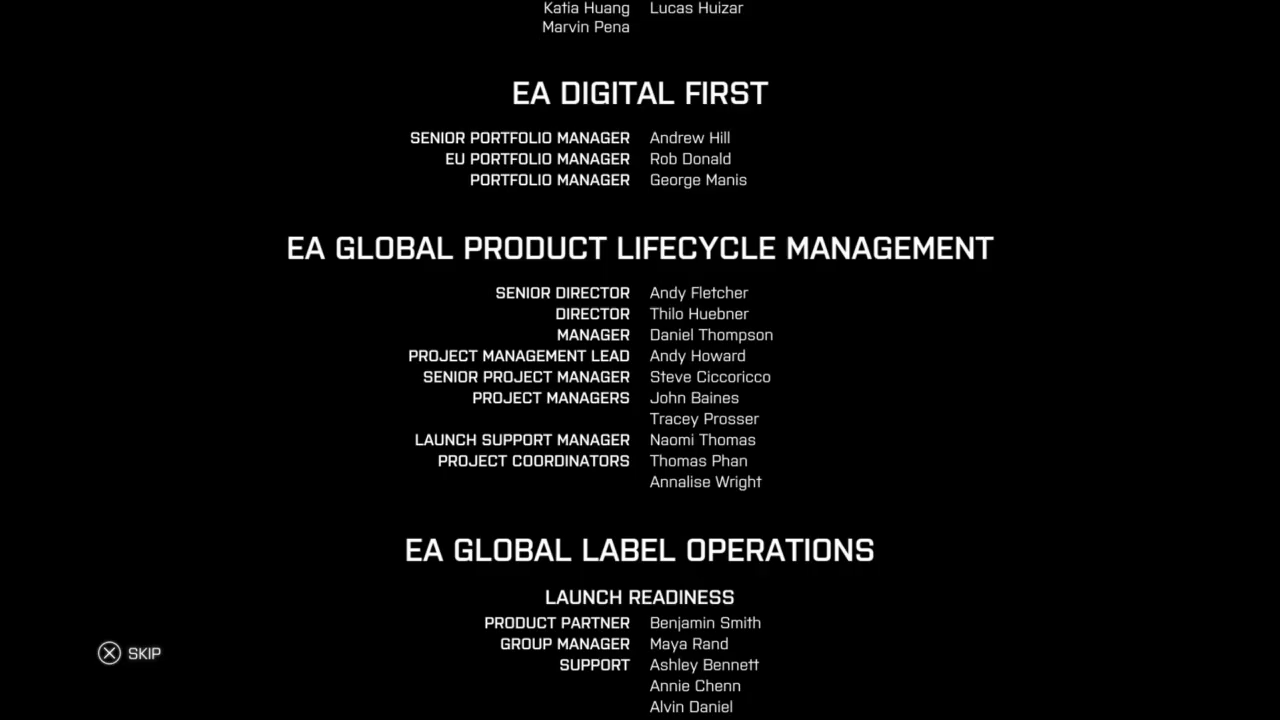 Katia Huang Lucas Huizar
Marvin Pena
EA DIGITAL FIRST
SENIOR PORTFOLIO MANAGER Andrew Hill
EU PORTFOLIO MANAGER Rob Donald
PORTFOLIO MANAGER George Manis
EA GLOBAL PRODUCT LIFECYCLE MANAGEMENT
SENIOR DIRECTOR Andy Fletcher
DIRECTOR Thilo Huebner
MANAGER Daniel Thompson
PROJECT MANAGEMENT LEAD Andy Howard
SENIOR PROJECT MANAGER Steve Ciccoricco
PROJECT MANAGERS John Baines
Tracey Prosser
LAUNCH SUPPORT MANAGER Naomi Thomas
PROJECT COORDINATORS Thomas Phan
Annalise Wright
EA GLOBAL LABEL OPERATIONS
LAUNCH READINESS
PRODUCT PARTNER Benjamin Smith
GROUP MANAGER Maya Rand
SUPPORT Ashley Bennett
Annie Chenn
Alvin Daniel
SKIP